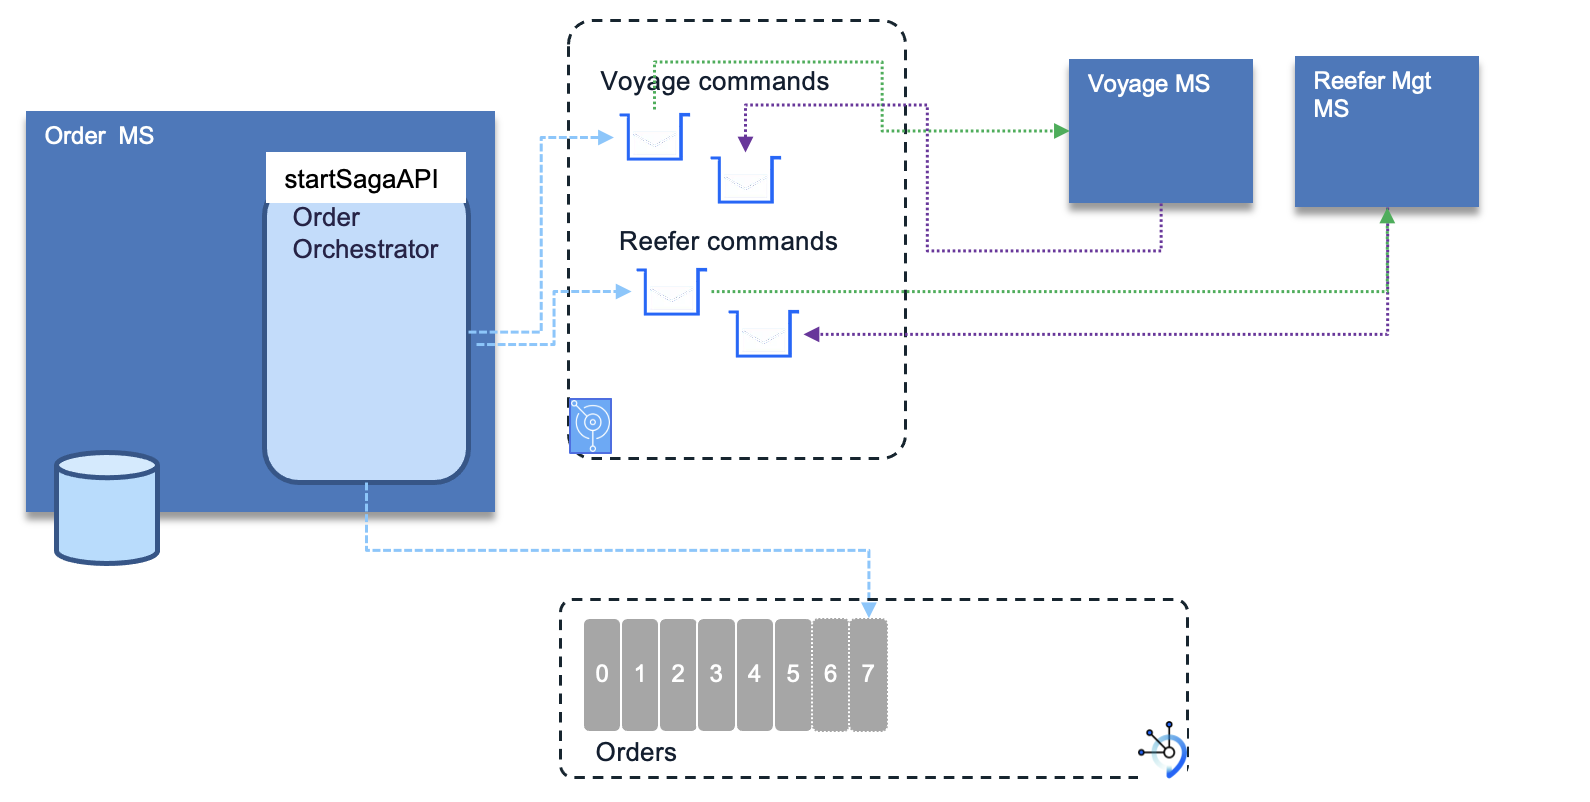 Order MS
startSagaAPI
Order
Orchestrator
Voyage commands
Reefer commands
Voyage MS
Reefer Mgt
MS
0 1 2 3 4 5 6 7
Orders